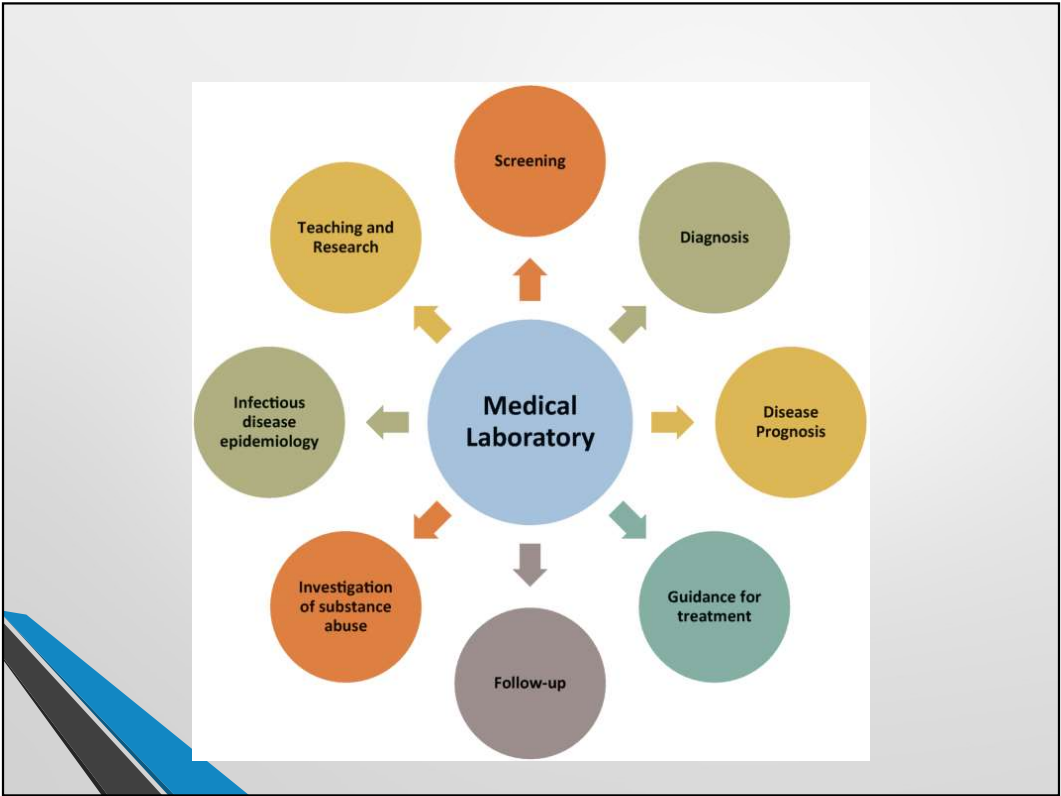 Screening
Teaching and
Research
Diagnosis
Medical
Laboratory
Infectious
disease
epidemiology
Disease
Prognosis
Investigation
of substance
abuse
Guidance for
treatment
Follow-up